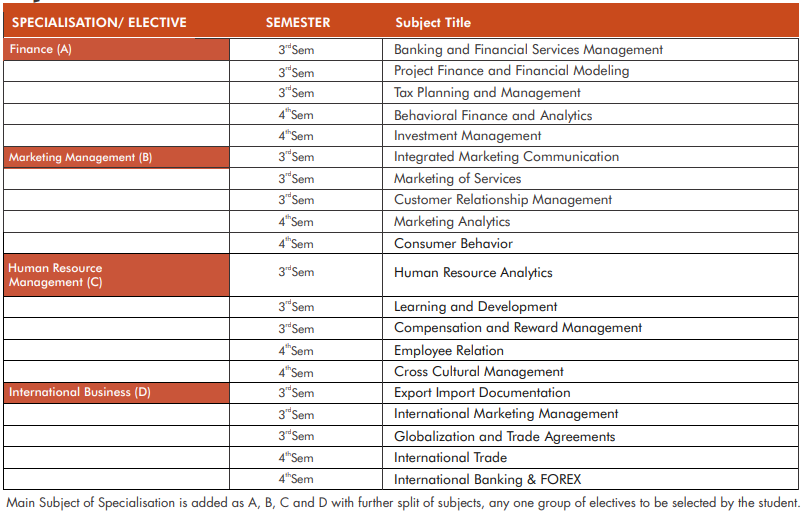 SPECIALISATION/ ELECTIVE SEMESTER Subject Title
Finance (A) 3rdSem Banking and Financial Services Management
3rdSem Project Finance and Financial Modeling
3rdSem Tax Planning and Management
4thSem Behavioral Finance and Analytics
4thSem Investment Management
Marketing Management (B) 3rdSem Integrated Marketing Communication
3rdSem Marketing of Services
3rdSem Customer Relationship Management
4thSem Marketing Analytics
4thSem Consumer Behavior
Human Resource
Management (C) 3rdSem Human Resource Analytics
3rdSem Learning and Development
3rdSem Compensation and Reward Management
4thSem Employee Relation
4thSem Cross Cultural Management
International Business (D) 3rdSem Export Import Documentation
3rdSem International Marketing Management
3rdSem Globalization and Trade Agreements
4thSem International Trade
4thSem International Banking & FOREX
Main Subject of Specialisation is added as A, B, C and D with further split of subjects, any one group of electives to be selected by the student.